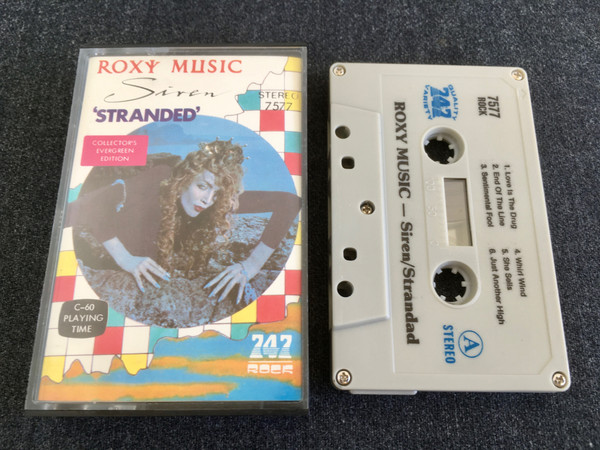 ROXY MUSIC
Siren
STEREO
7577
'STRANDED'
COLLECTOR'S
EVERGREEN
EDITION
C-60
PLAYING
TIME
247
ROCK
QUALITY
247
VARIETY
7577
ROCK
ROXY MUSIC – Siren/Strandad
1. Love Is The Drug
2. End Of The Line
3. Sentimental Fool
4. Whirl Wind
5. She Sells
6. Just Another High
A
STEREO